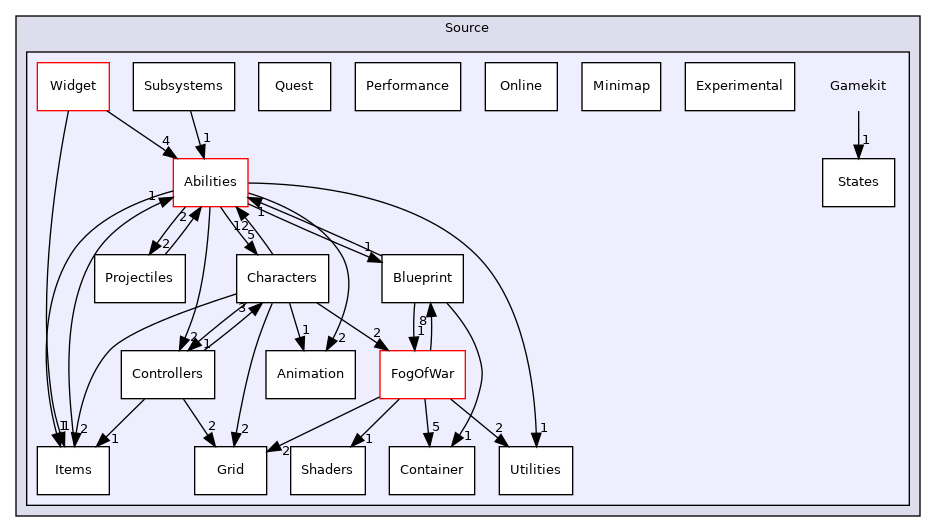 Source
Widget
Subsystems
Quest
Performance
Online
Minimap
Experimental
Gamekit
4
1
1
Abilities
States
1
2
1
12
5
2
1
Projectiles
Characters
Blueprint
3
8
2
1
1
1
2
2
Controllers
Animation
FogOfWar
1
1
2
1
2
2
2
1
5
1
2
1
Items
Grid
Shaders
Container
Utilities